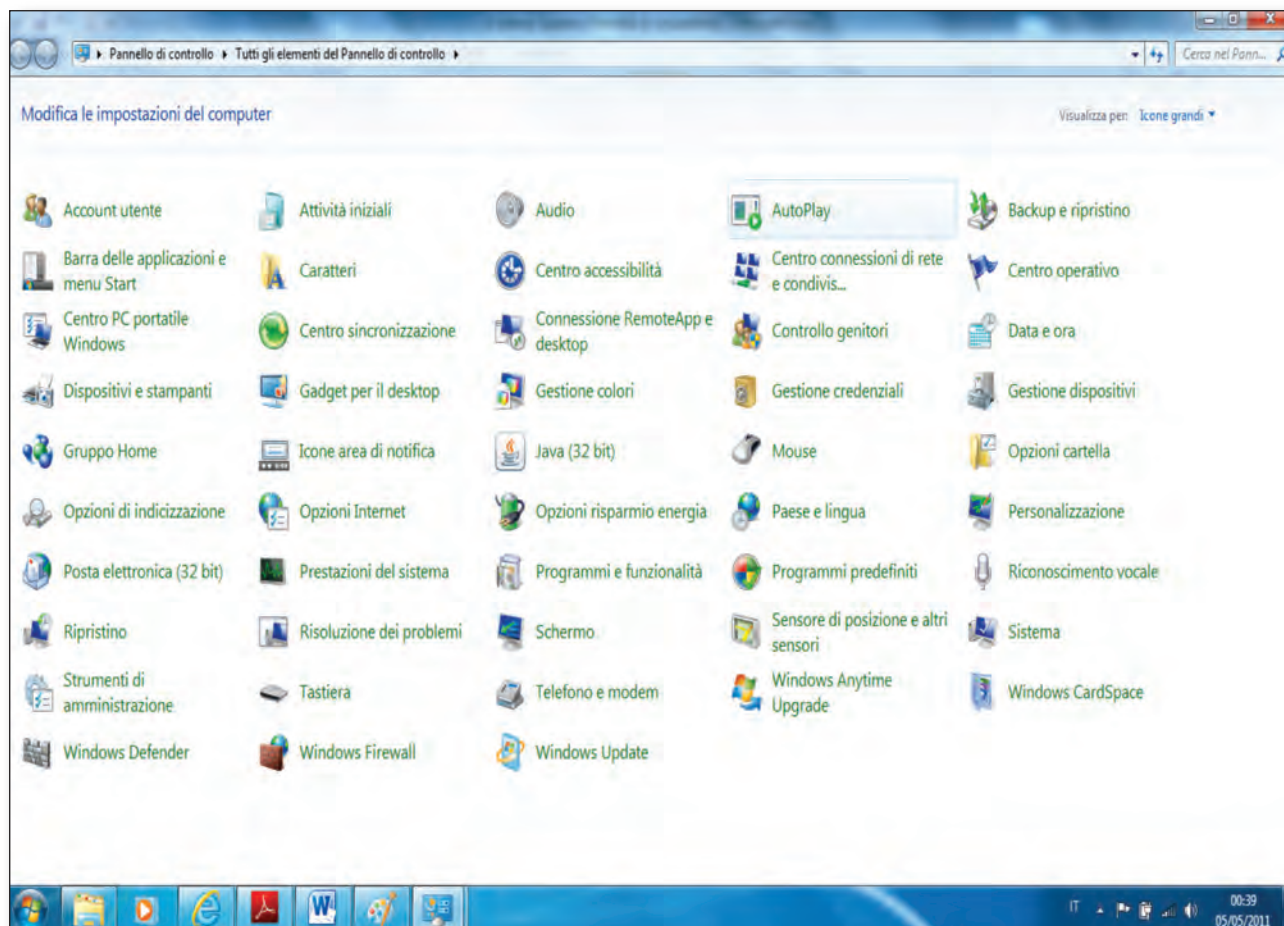 Pannello di controllo ▸ Tutti gli elementi del Pannello di controllo ▸
Cerca nel Pann...
Modifica le impostazioni del computer
Visualizza per: Icone grandi
Account utente
Attività iniziali
Audio
AutoPlay
Backup e ripristino
Barra delle applicazioni e
menu Start
Caratteri
Centro accessibilità
Centro connessioni di rete
e condivis...
Centro operativo
Centro PC portatile
Windows
Centro sincronizzazione
Connessione RemoteApp e
desktop
Controllo genitori
Data e ora
Dispositivi e stampanti
Gadget per il desktop
Gestione colori
Gestione credenziali
Gestione dispositivi
Gruppo Home
Icone area di notifica
Java (32 bit)
Mouse
Opzioni cartella
Opzioni di indicizzazione
Opzioni Internet
Opzioni risparmio energia
Paese e lingua
Personalizzazione
Posta elettronica (32 bit)
Prestazioni del sistema
Programmi e funzionalità
Programmi predefiniti
Riconoscimento vocale
Ripristino
Risoluzione dei problemi
Schermo
Sensore di posizione e altri
sensori
Sistema
Strumenti di
amministrazione
Tastiera
Telefono e modem
Windows Anytime
Upgrade
Windows CardSpace
Windows Defender
Windows Firewall
Windows Update
IT
00:39
05/05/2011